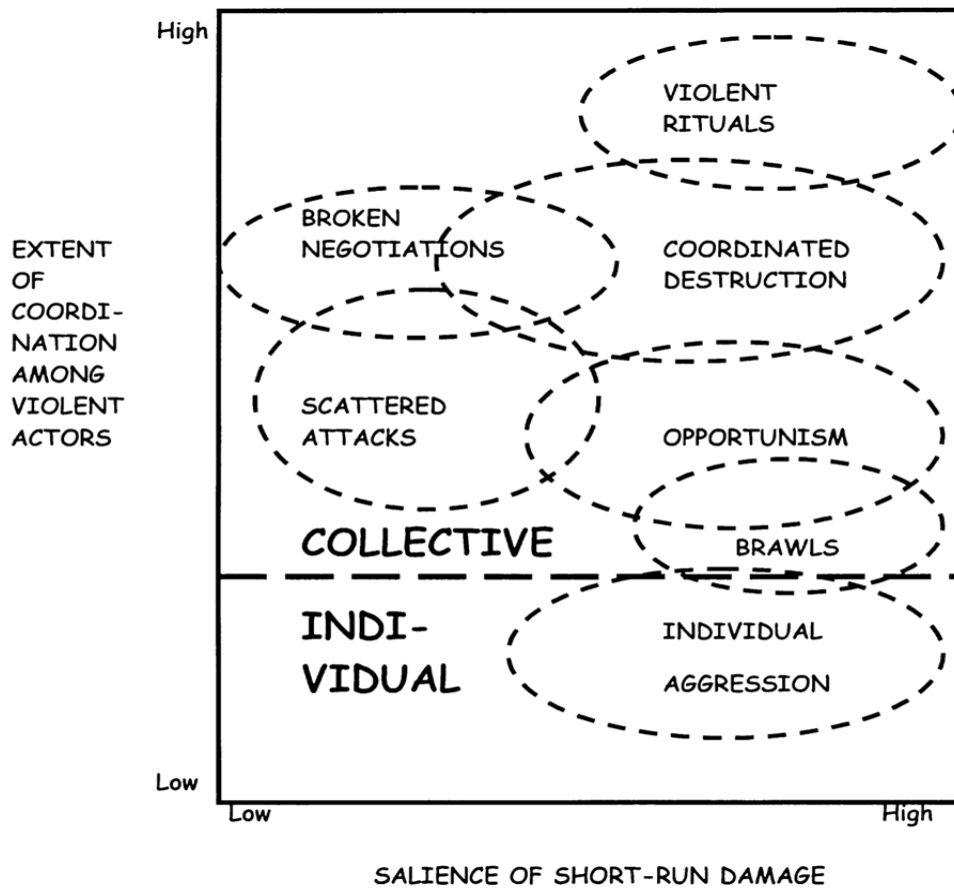 High
VIOLENT
RITUALS
BROKEN
NEGOTIATIONS
EXTENT
OF
COORDI-
NATION
AMONG
VIOLENT
ACTORS
COORDINATED
DESTRUCTION
SCATTERED
ATTACKS
OPPORTUNISM
COLLECTIVE
BRAWLS
INDI-
VIDUAL
INDIVIDUAL
AGGRESSION
Low
Low
High
SALIENCE OF SHORT-RUN DAMAGE